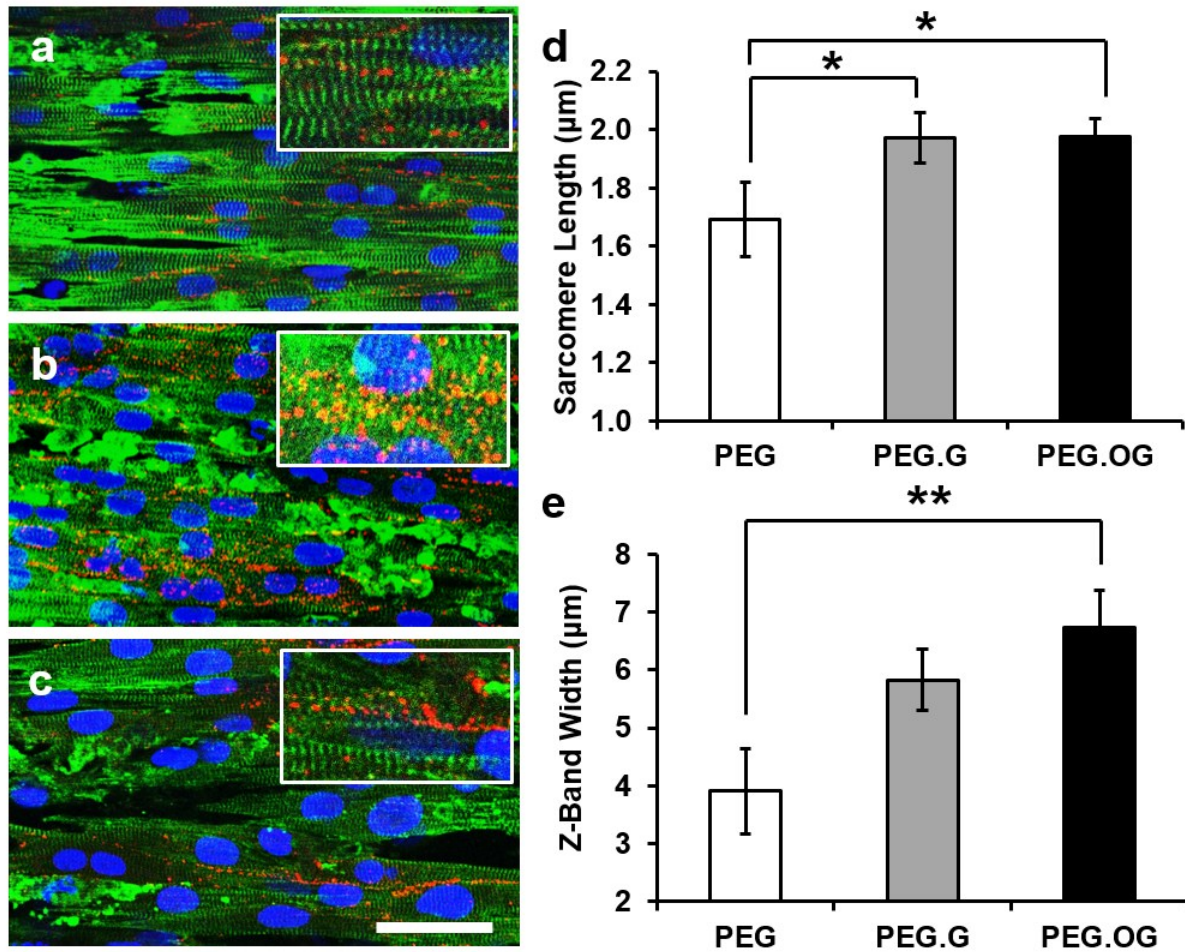 a
b
c
d
*
*
Sarcomere Length (µm)
2.2
2.0
1.8
1.6
1.4
1.2
1.0
PEG
PEG.G
PEG.OG
e
**
Z-Band Width (µm)
8
7
6
5
4
3
2
PEG
PEG.G
PEG.OG